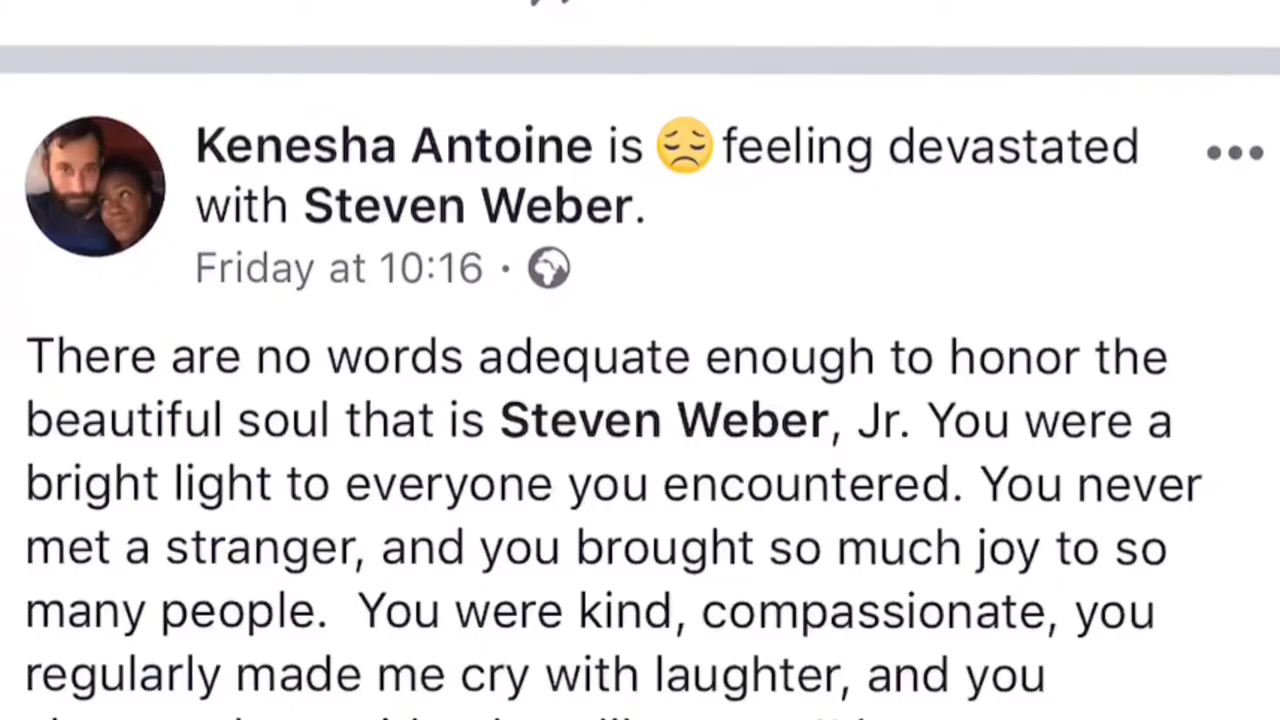 Kenesha Antoine is 😞 feeling devastated
with Steven Weber.
Friday at 10:16 ·
There are no words adequate enough to honor the
beautiful soul that is Steven Weber, Jr. You were a
bright light to everyone you encountered. You never
met a stranger, and you brought so much joy to so
many people. You were kind, compassionate, you
regularly made me cry with laughter, and you